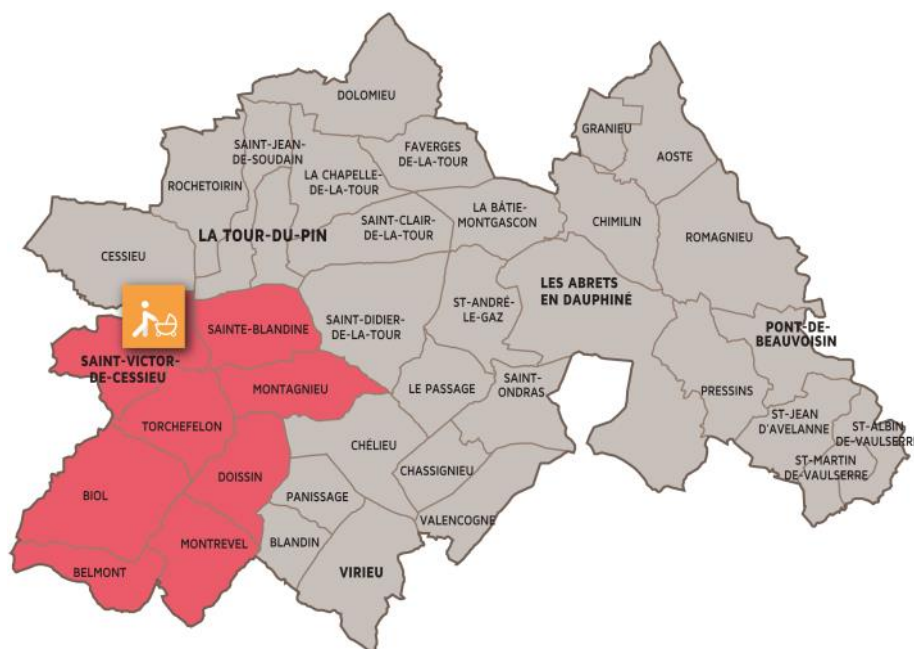 DOLOMIEU
GRANIEU
SAINT-JEAN-
DE-SOUDAIN
FAVERGES
DE-LA-TOUR
AOSTE
ROCHETOIRIN
LA CHAPELLE-
DE-LA-TOUR
SAINT-CLAIR-
DE-LA-TOUR
LA BÂTIE-
MONTGASCON
CHIMILIN
ROMAGNIEU
LA TOUR-DU-PIN
CESSIEU
LES ABRETS
EN DAUPHINÉ
ST-ANDRÉ-
LE-GAZ
SAINTE-BLANDINE
SAINT-DIDIER-
DE-LA-TOUR
PONT-DE-
BEAUVOISIN
SAINT-VICTOR-
DE-CESSIEU
MONTAGNIEU
LE PASSAGE
SAINT-
ONDRAS
PRESSINS
TORCHEFELON
CHÉLIEU
ST-JEAN
D'AVELANNE
ST-ALBIN
DE-VAULSERRE
ST-MARTIN
DE-VAULSERRE
DOISSIN
CHASSIGNIEU
BIOL
PANISSAGE
VALENCOGNE
MONTREVEL
BLANDIN
BELMONT
VIRIEU